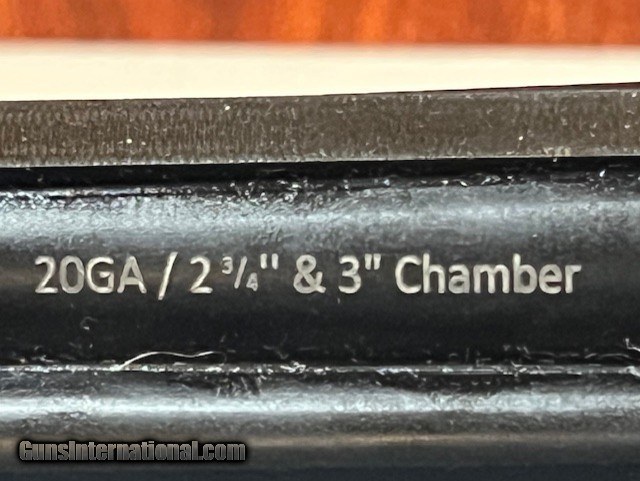 20GA / 2 3/4" & 3" Chamber
GunsInternational.com